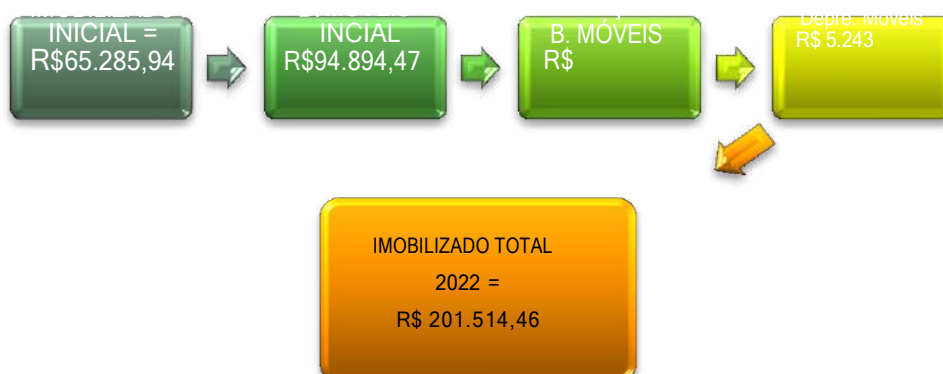 INICIAL =
R$65.285,94
INCIAL
R$94.894,47
B. MÓVEIS
R$
Depre. Móveis
R$ 5.243
IMOBILIZADO TOTAL
2022 =
R$ 201.514,46